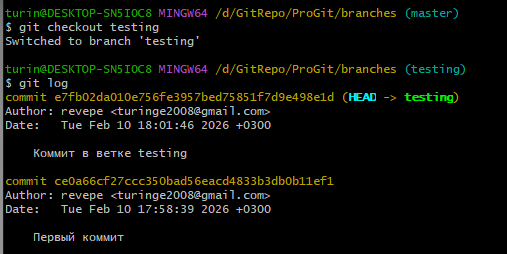 turin@DESKTOP-SN5IOC8 MINGW64 /d/GitRepo/ProGit/branches (master)
$ git checkout testing
Switched to branch 'testing'
turin@DESKTOP-SN5IOC8 MINGW64 /d/GitRepo/ProGit/branches (testing)
$ git log
commit e7fb02da010e756fe3957bed75851f7d9e498e1d (HEAD -> testing)
Author: revepe <turinge2008@gmail.com>
Date:   Tue Feb 10 18:01:46 2026 +0300
Коммит в ветке testing
commit ce0a66cf27ccc350bad56eacd4833b3db0b11ef1
Author: revepe <turinge2008@gmail.com>
Date:   Tue Feb 10 17:58:39 2026 +0300
Первый коммит